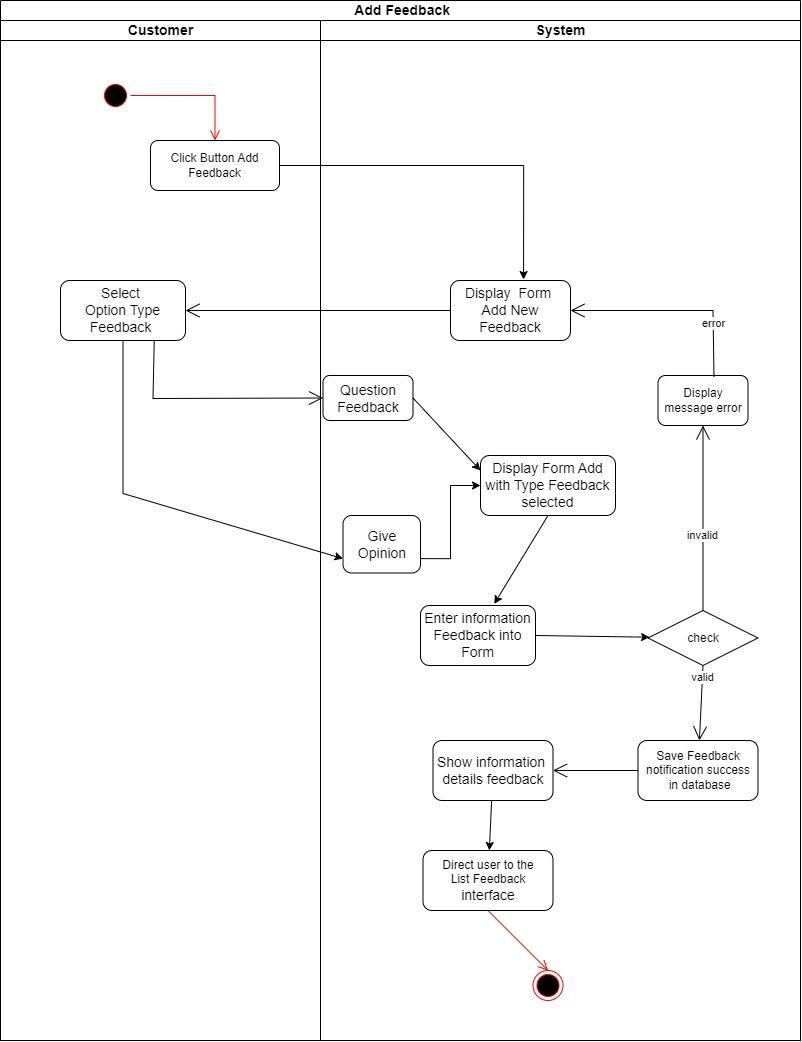 Add Feedback
Customer
System
Click Button Add
Feedback
Select
Option Type
Feedback
Display Form
Add New
Feedback
error
Question
Feedback
Display
message error
Display Form Add
with Type Feedback
selected
Give
Opinion
invalid
Enter information
Feedback into
Form
check
valid
Show information
details feedback
Save Feedback
notification success
in database
Direct user to the
List Feedback
interface